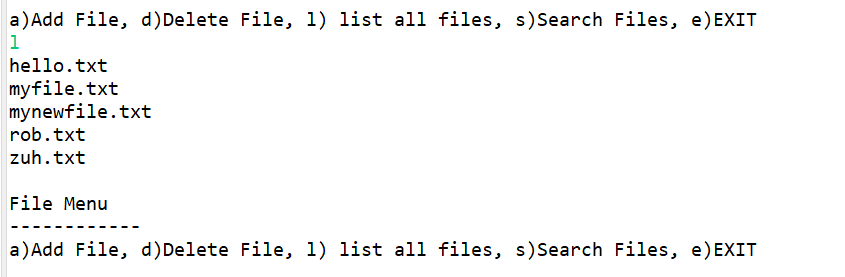 a)Add File, d)Delete File, l) list all files, s)Search Files, e)EXIT
l
hello.txt
myfile.txt
mynewfile.txt
rob.txt
zuh.txt
File Menu
------------
a)Add File, d)Delete File, l) list all files, s)Search Files, e)EXIT